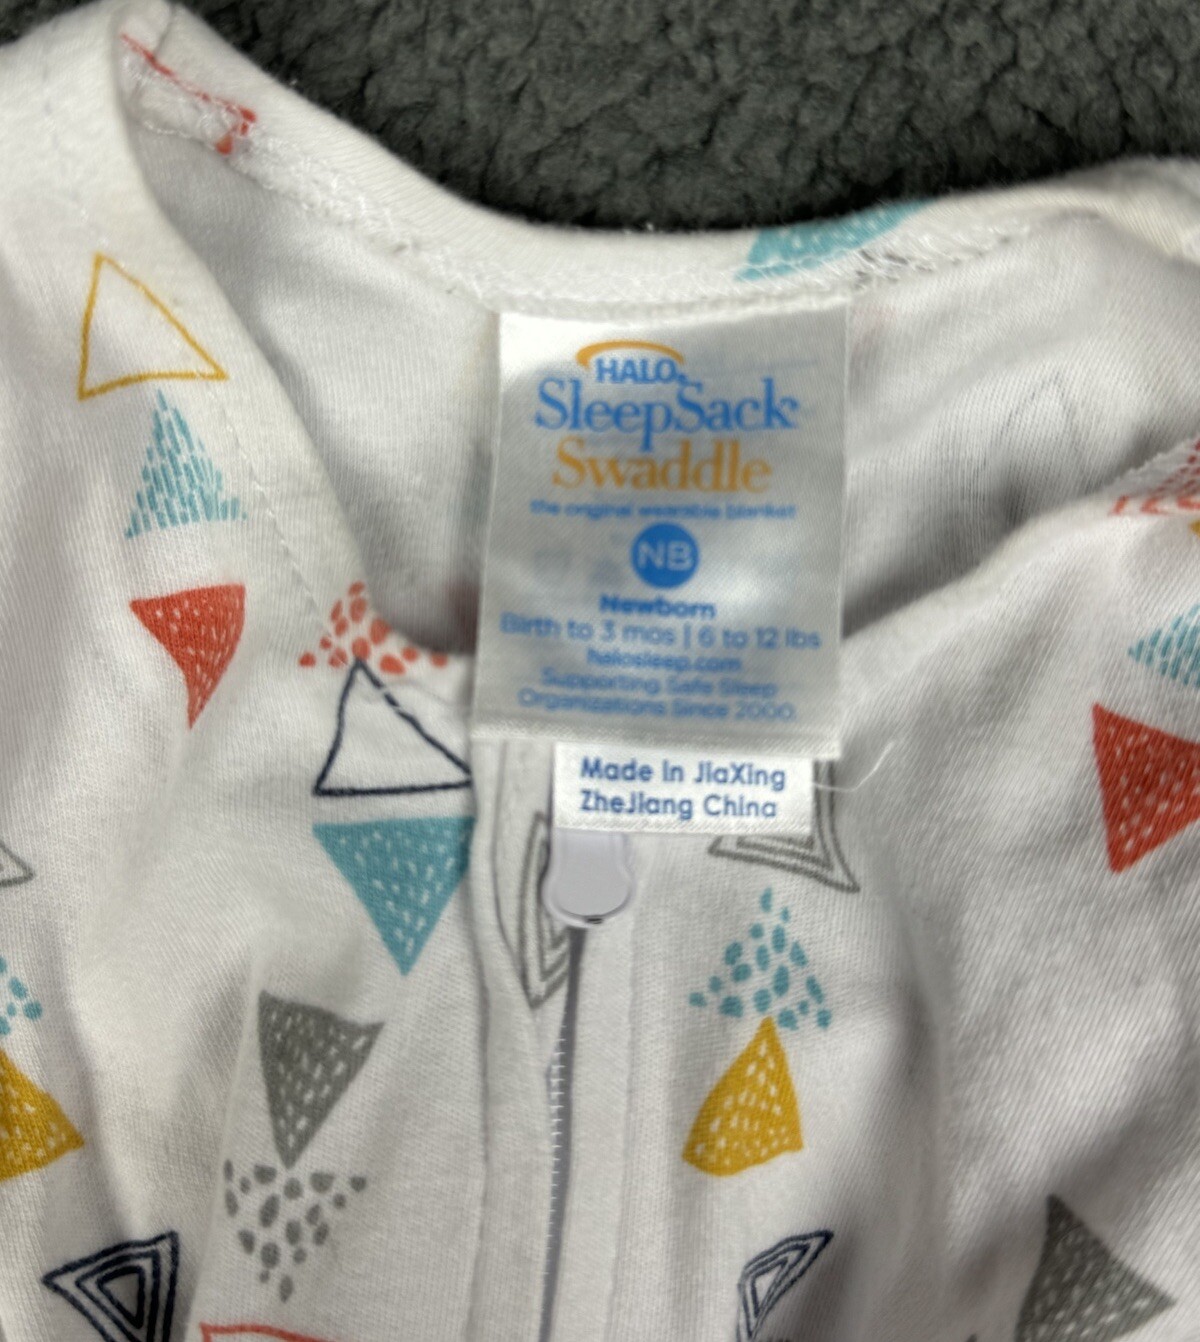 HALO®
SleepSack®
Swaddle
the original wearable blanket
NB
Newborn
Birth to 3 mos | 6 to 12 lbs
halosleep.com
Supporting Safe Sleep
Organizations Since 2000.
Made in JiaXing
ZheJiang China